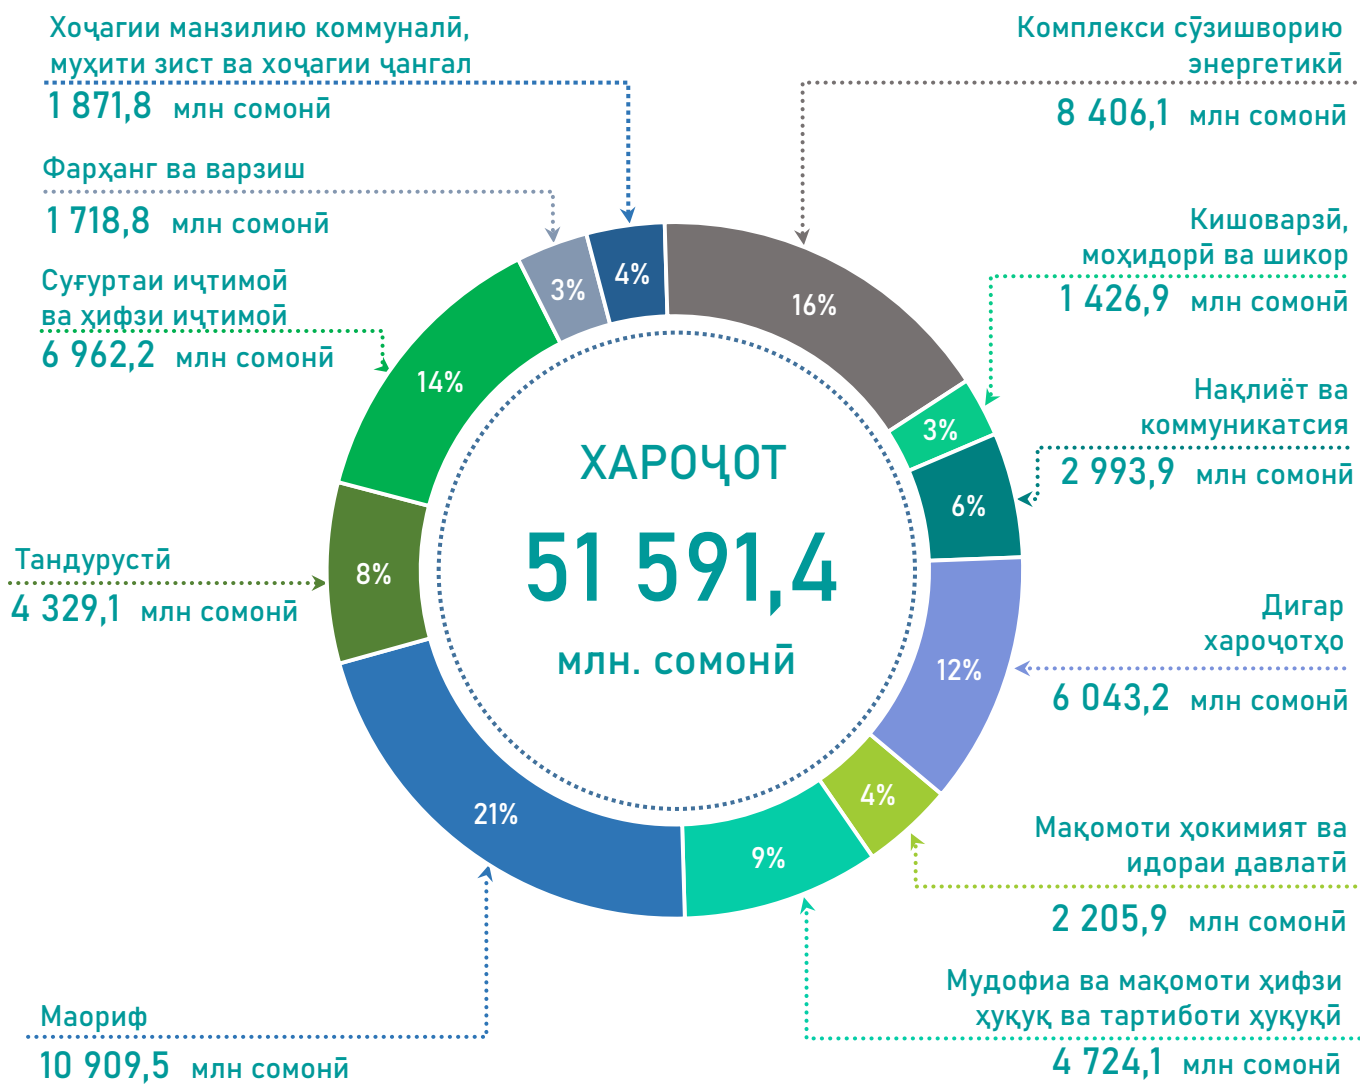 Хоҷагии манзилию коммуналӣ,
муҳити зист ва хоҷагии ҷангал
1 871,8 млн сомонӣ
Фарҳанг ва варзиш
1 718,8 млн сомонӣ
Суғуртаи иҷтимоӣ
ва ҳифзи иҷтимоӣ
6 962,2 млн сомонӣ
Тандурустӣ
4 329,1 млн сомонӣ
Маориф
10 909,5 млн сомонӣ
Комплекси сӯзишворию
энергетикӣ
8 406,1 млн сомонӣ
Кишоварзӣ,
моҳидорӣ ва шикор
1 426,9 млн сомонӣ
Нақлиёт ва
коммуникатсия
2 993,9 млн сомонӣ
Дигар
хароҷотҳо
6 043,2 млн сомонӣ
Мақомоти ҳокимият ва
идораи давлатӣ
2 205,9 млн сомонӣ
Мудофиа ва мақомоти ҳифзи
ҳуқуқ ва тартиботи ҳуқуқӣ
4 724,1 млн сомонӣ
ХАРОҶОТ
51 591,4
млн. сомонӣ
16%
3%
6%
12%
4%
9%
21%
8%
14%
3%
4%